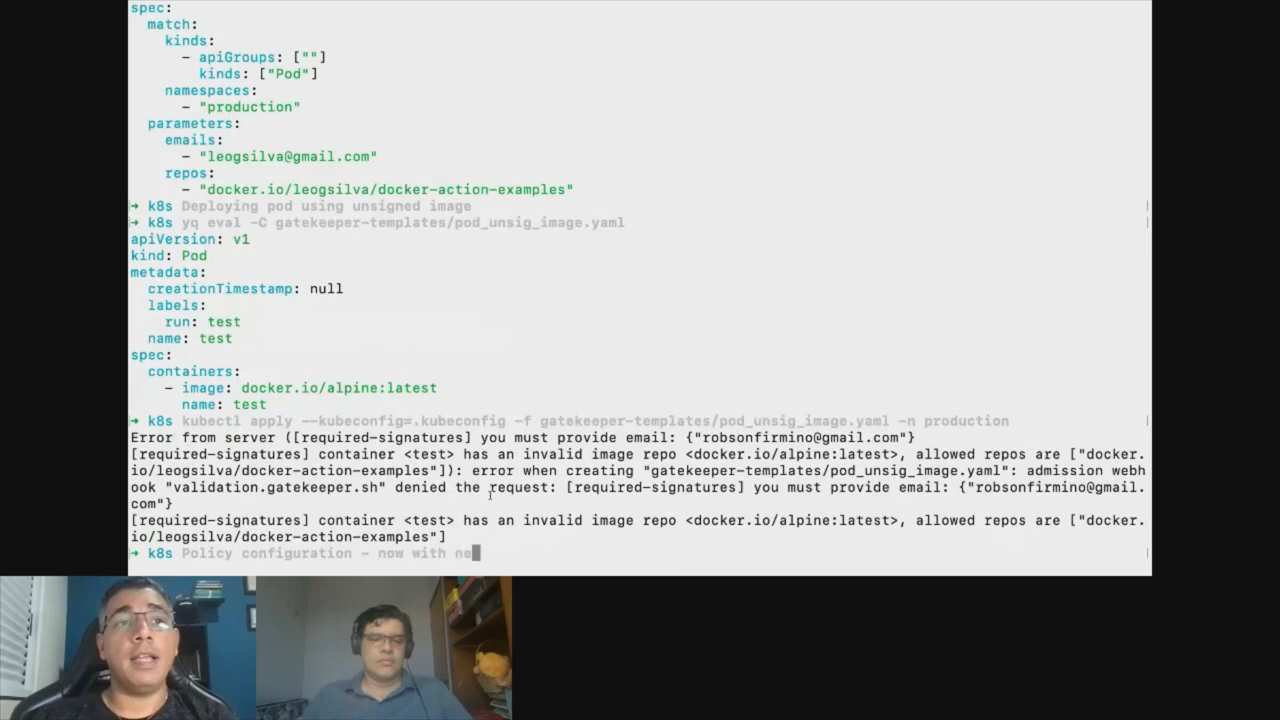 spec:
  match:
    kinds:
      - apiGroups: [""]
        kinds: ["Pod"]
    namespaces:
      - "production"
  parameters:
    emails:
      - "leogsilva@gmail.com"
    repos:
      - "docker.io/leogsilva/docker-action-examples"
➜ k8s Deploying pod using unsigned image
➜ k8s yq eval -C gatekeeper-templates/pod_unsig_image.yaml
apiVersion: v1
kind: Pod
metadata:
  creationTimestamp: null
  labels:
    run: test
  name: test
spec:
  containers:
    - image: docker.io/alpine:latest
      name: test
➜ k8s kubectl apply --kubeconfig=.kubeconfig -f gatekeeper-templates/pod_unsig_image.yaml -n production
Error from server ([required-signatures] you must provide email: {"robsonfirmino@gmail.com"}
[required-signatures] container <test> has an invalid image repo <docker.io/alpine:latest>, allowed repos are ["docker.
io/leogsilva/docker-action-examples"]): error when creating "gatekeeper-templates/pod_unsig_image.yaml": admission webh
ook "validation.gatekeeper.sh" denied the request: [required-signatures] you must provide email: {"robsonfirmino@gmail.
com"}
[required-signatures] container <test> has an invalid image repo <docker.io/alpine:latest>, allowed repos are ["docker.
io/leogsilva/docker-action-examples"]
➜ k8s Policy configuration - now with ne